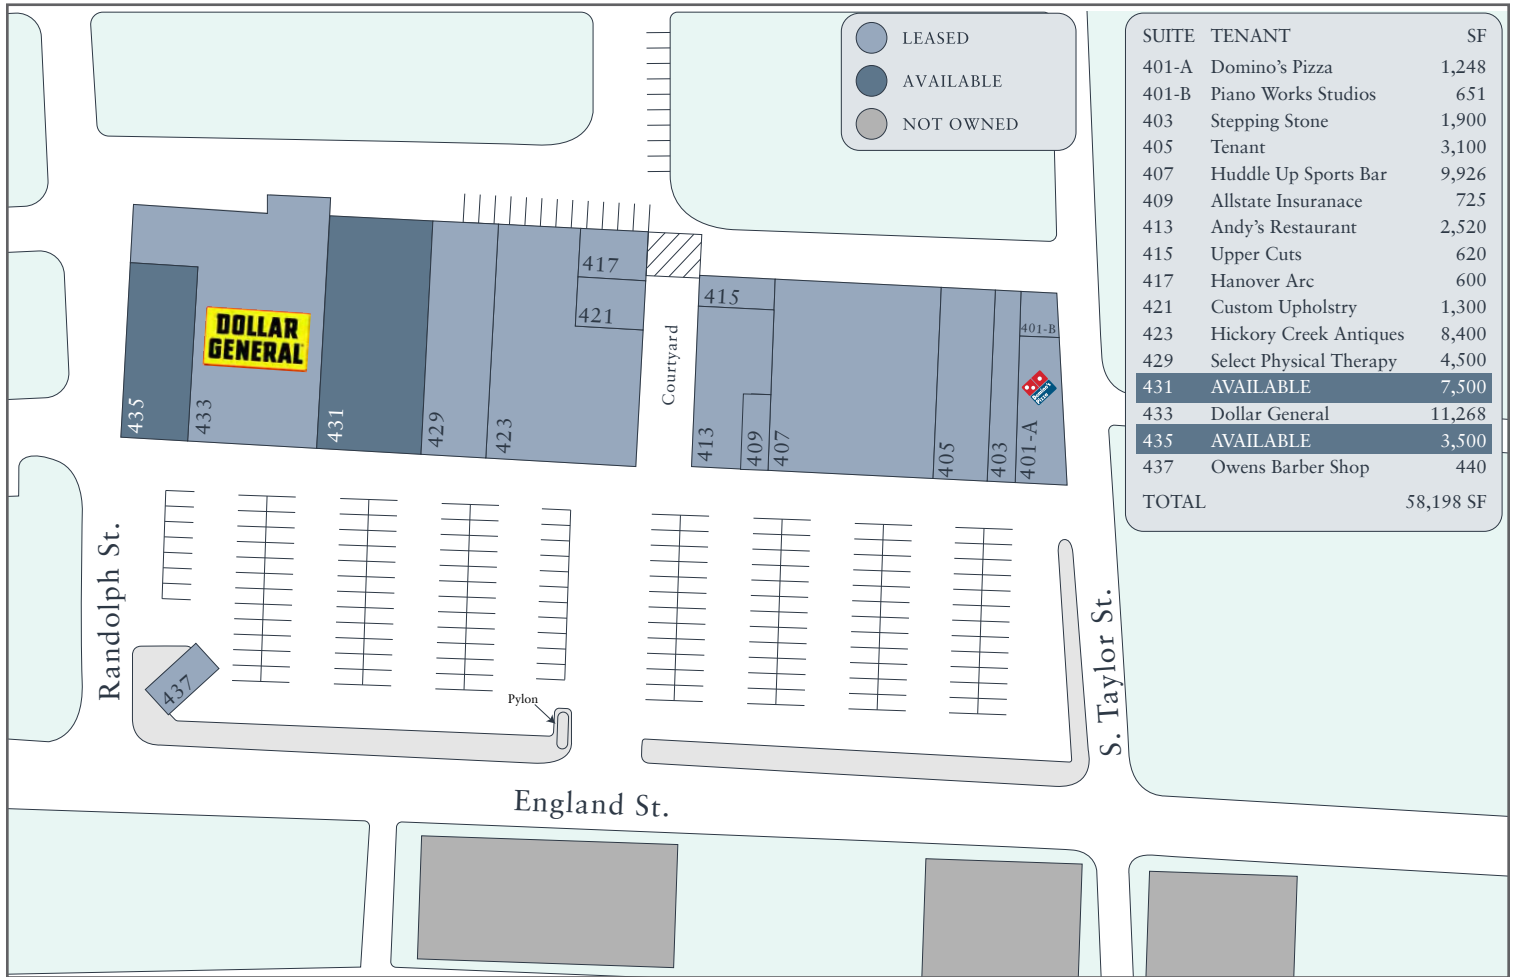 LEASED
AVAILABLE
NOT OWNED
SUITE TENANT SF
401-A Domino's Pizza 1,248
401-B Piano Works Studios 651
403 Stepping Stone 1,900
405 Tenant 3,100
407 Huddle Up Sports Bar 9,926
409 Allstate Insuranace 725
413 Andy's Restaurant 2,520
415 Upper Cuts 620
417 Hanover Arc 600
421 Custom Upholstry 1,300
423 Hickory Creek Antiques 8,400
429 Select Physical Therapy 4,500
431 AVAILABLE 7,500
433 Dollar General 11,268
435 AVAILABLE 3,500
437 Owens Barber Shop 440
TOTAL 58,198 SF
435
433
DOLLAR
GENERAL
431
429
423
417
421
Courtyard
415
413
409
407
405
403
401-B
Domino's
Pizza
401-A
Randolph St.
437
Pylon
S. Taylor St.
England St.